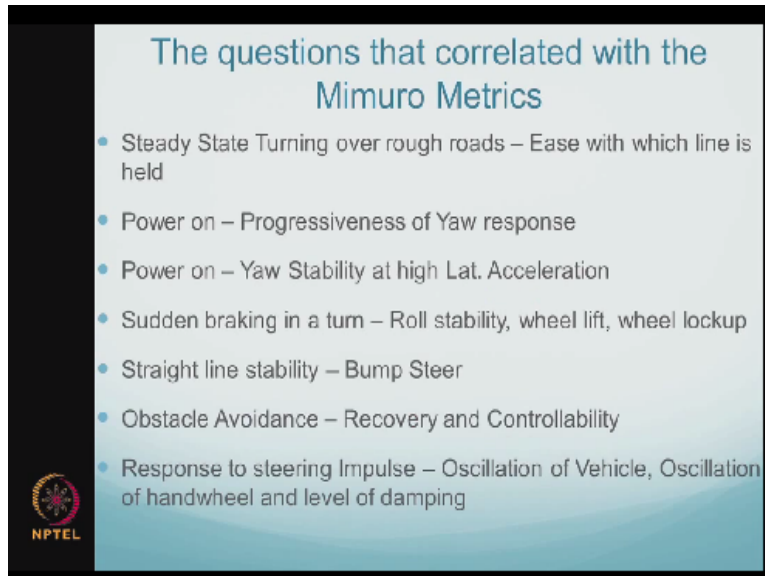 The questions that correlated with the
Mimuro Metrics
Steady State Turning over rough roads – Ease with which line is
held
Power on – Progressiveness of Yaw response
Power on – Yaw Stability at high Lat. Acceleration
Sudden braking in a turn – Roll stability, wheel lift, wheel lockup
Straight line stability – Bump Steer
Obstacle Avoidance – Recovery and Controllability
Response to steering Impulse – Oscillation of Vehicle, Oscillation
of handwheel and level of damping
NPTEL